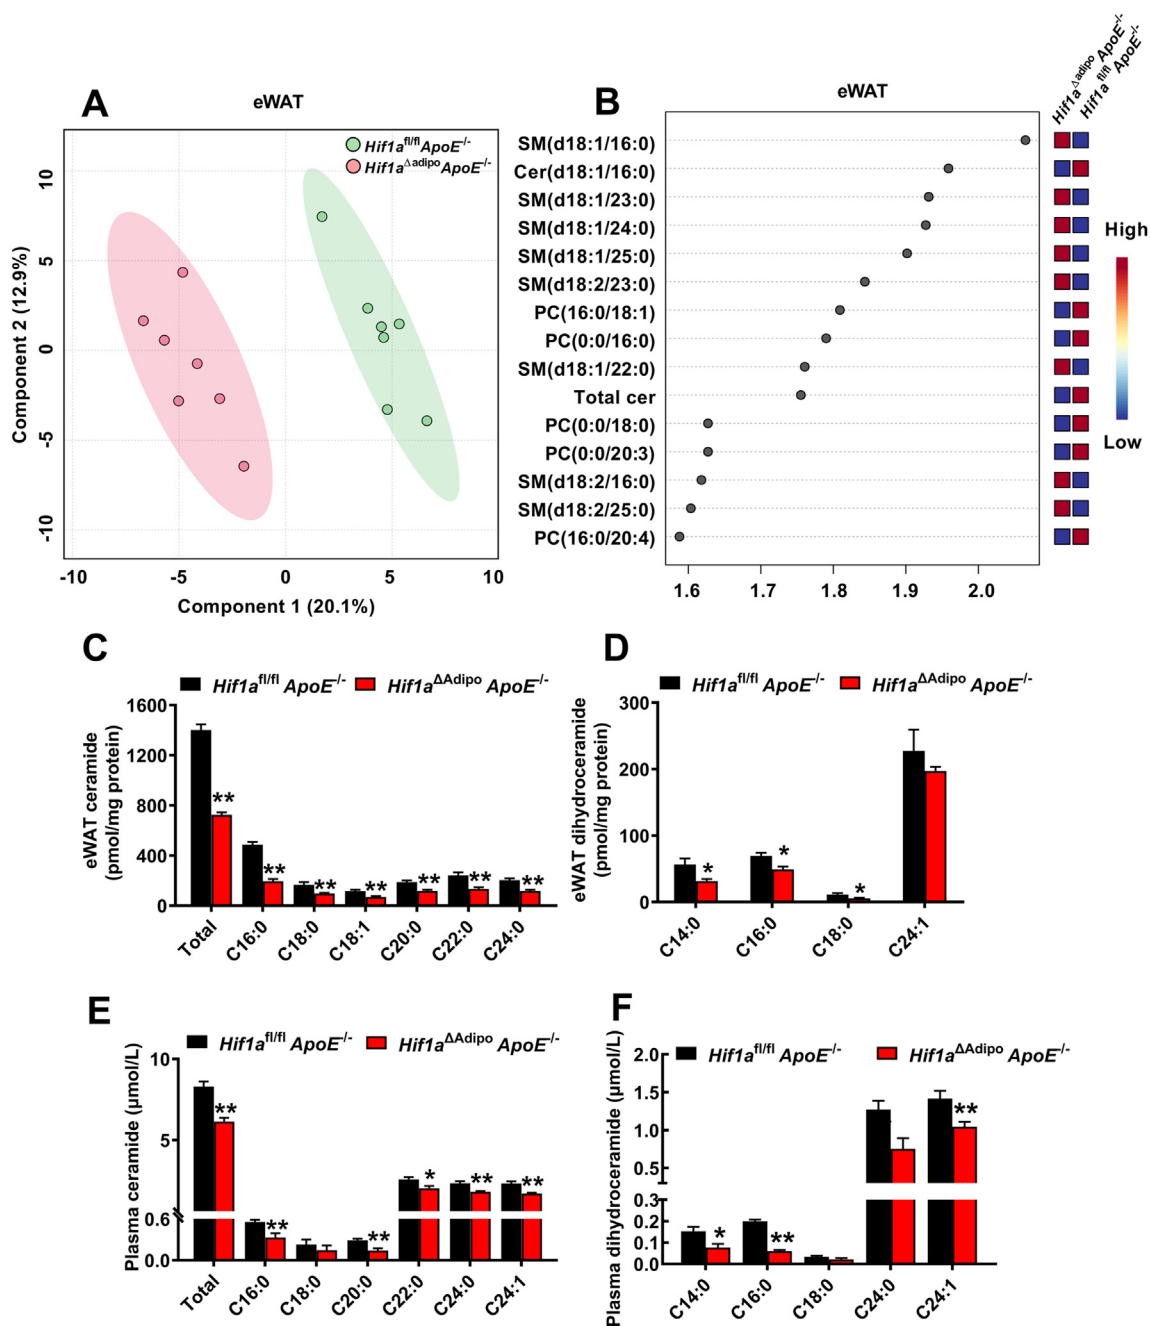 A
eWAT
Hif1a^fl/fl ApoE^-/-
Hif1a^Δadipo ApoE^-/-
10
5
0
-5
-10
Component 2 (12.9%)
-10
-5
0
5
10
Component 1 (20.1%)
B
eWAT
Hif1a^Δadipo ApoE^-/-
Hif1a^fl/fl ApoE^-/-
SM(d18:1/16:0)
Cer(d18:1/16:0)
SM(d18:1/23:0)
SM(d18:1/24:0)
SM(d18:1/25:0)
SM(d18:2/23:0)
PC(16:0/18:1)
PC(0:0/16:0)
SM(d18:1/22:0)
Total cer
PC(0:0/18:0)
PC(0:0/20:3)
SM(d18:2/16:0)
SM(d18:2/25:0)
PC(16:0/20:4)
1.6
1.7
1.8
1.9
2.0
High
Low
C
Hif1a^fl/fl ApoE^-/-
Hif1a^ΔAdipo ApoE^-/-
eWAT ceramide
(pmol/mg protein)
1600
1200
800
400
0
**
**
**
**
**
**
**
Total
C16:0
C18:0
C18:1
C20:0
C22:0
C24:0
D
Hif1a^fl/fl ApoE^-/-
Hif1a^ΔAdipo ApoE^-/-
eWAT dihydroceramide
(pmol/mg protein)
300
200
100
0
*
*
*
C14:0
C16:0
C18:0
C24:1
E
Hif1a^fl/fl ApoE^-/-
Hif1a^ΔAdipo ApoE^-/-
Plasma ceramide (μmol/L)
10
5
0.6
0.0
**
**
**
*
**
**
Total
C16:0
C18:0
C20:0
C22:0
C24:0
C24:1
F
Hif1a^fl/fl ApoE^-/-
Hif1a^ΔAdipo ApoE^-/-
Plasma dihydroceramide (μmol/L)
2.0
1.5
1.0
0.5
0.3
0.2
0.1
0.0
*
**
**
C14:0
C16:0
C18:0
C24:0
C24:1